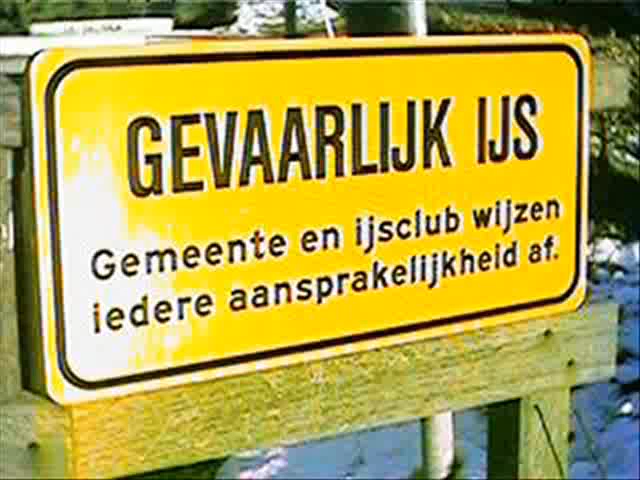 GEVAARLIJK IJS
Gemeente en ijsclub wijzen
iedere aansprakelijkheid af.